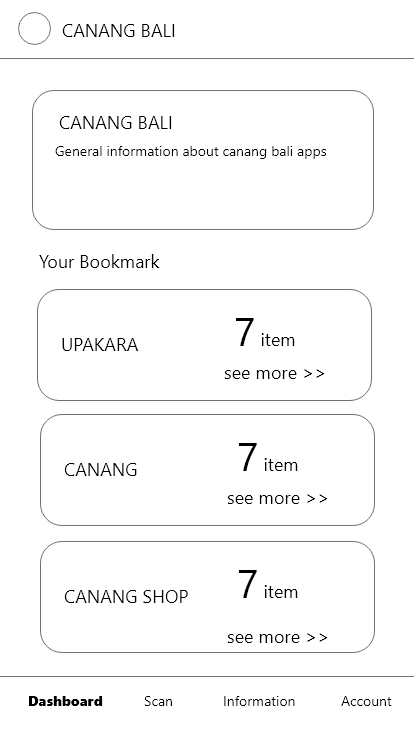 CANANG BALI
CANANG BALI
General information about canang bali apps
Your Bookmark
UPAKARA
7 item
see more >>
CANANG
7 item
see more >>
CANANG SHOP
7 item
see more >>
Dashboard Scan Information Account